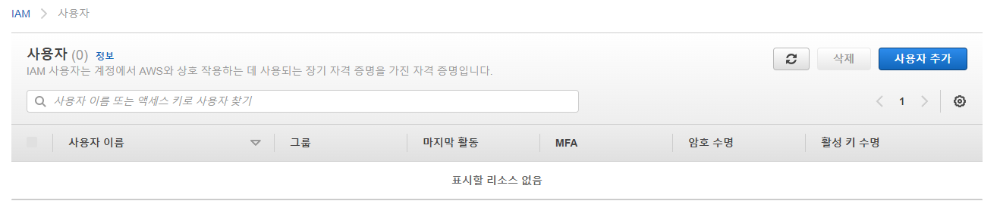 IAM > 사용자
사용자 (0) 정보
삭제 사용자 추가
IAM 사용자는 계정에서 AWS와 상호 작용하는 데 사용되는 장기 자격 증명을 가진 자격 증명입니다.
사용자 이름 또는 액세스 키로 사용자 찾기
1
사용자 이름 그룹 마지막 활동 MFA 암호 수명 활성 키 수명
표시할 리소스 없음